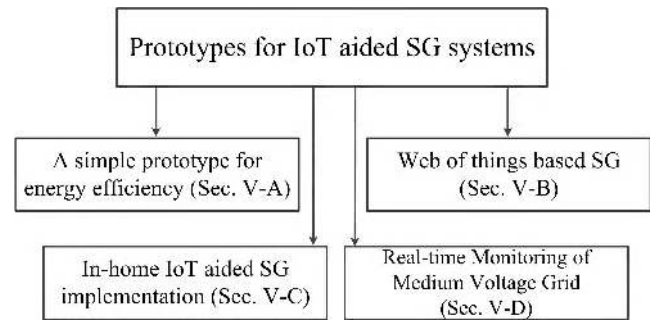 Prototypes for IoT aided SG systems
A simple prototype for
energy efficiency (Sec. V-A)
Web of things based SG
(Sec. V-B)
In-home IoT aided SG
implementation (Sec. V-C)
Real-time Monitoring of
Medium Voltage Grid
(Sec. V-D)